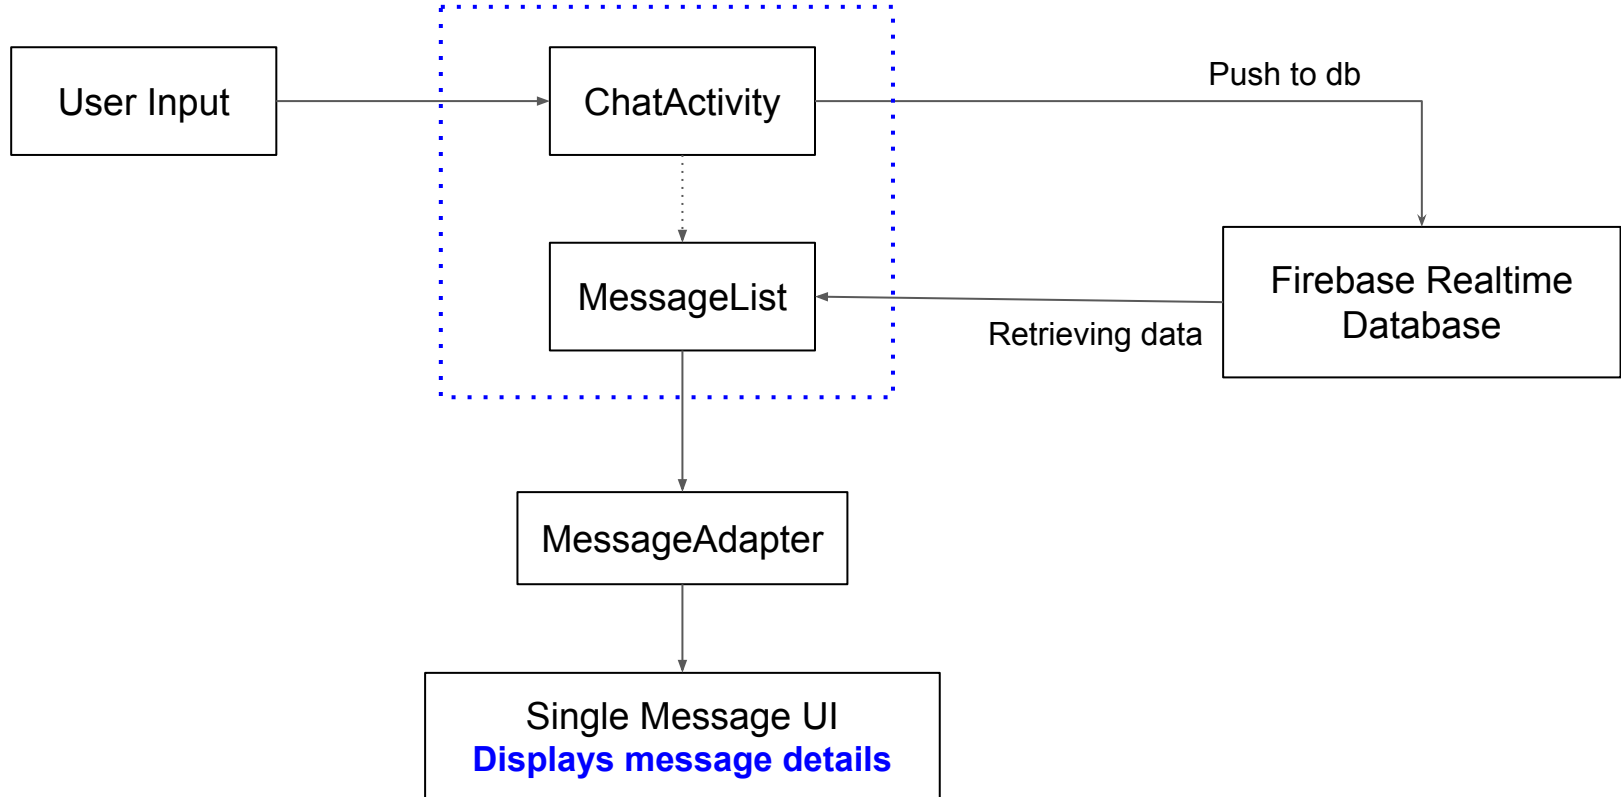 User Input
ChatActivity
Push to db
MessageList
Retrieving data
Firebase Realtime
Database
MessageAdapter
Single Message UI
Displays message details